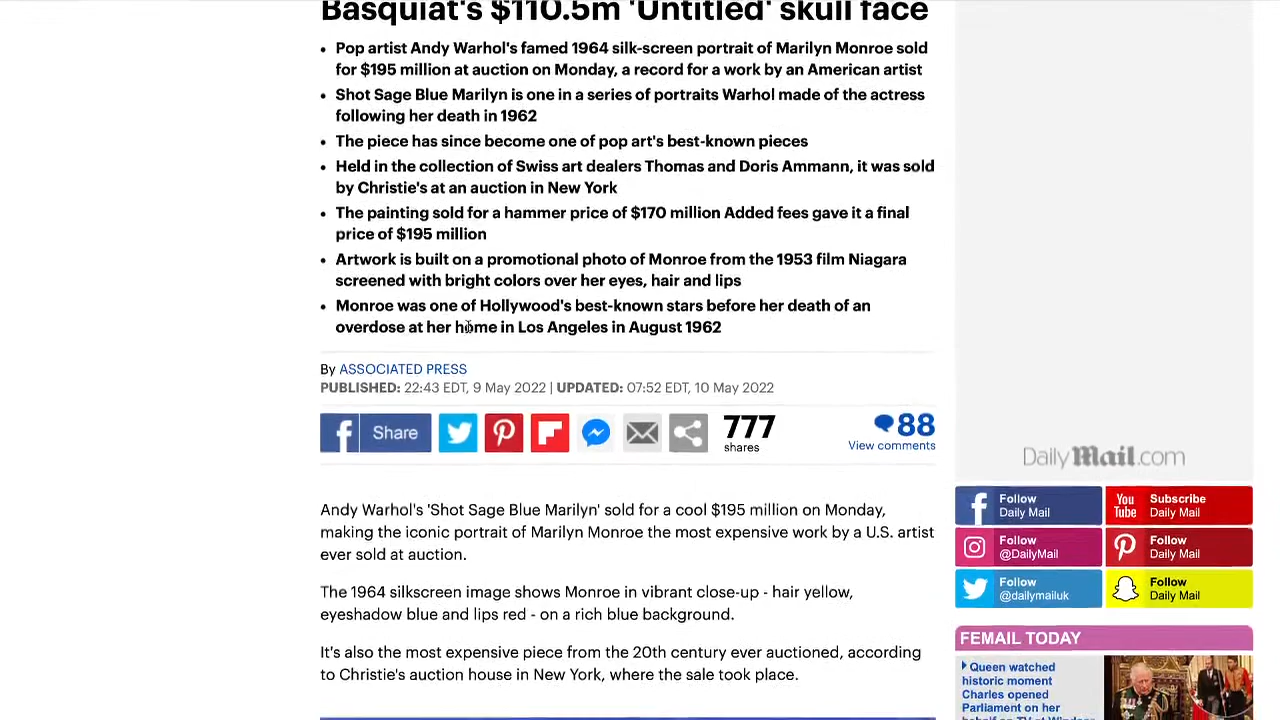 Basquiat's $110.5m 'Untitled' skull face
Pop artist Andy Warhol's famed 1964 silk-screen portrait of Marilyn Monroe sold
for $195 million at auction on Monday, a record for a work by an American artist
Shot Sage Blue Marilyn is one in a series of portraits Warhol made of the actress
following her death in 1962
The piece has since become one of pop art's best-known pieces
Held in the collection of Swiss art dealers Thomas and Doris Ammann, it was sold
by Christie's at an auction in New York
The painting sold for a hammer price of $170 million Added fees gave it a final
price of $195 million
Artwork is built on a promotional photo of Monroe from the 1953 film Niagara
screened with bright colors over her eyes, hair and lips
Monroe was one of Hollywood's best-known stars before her death of an
overdose at her home in Los Angeles in August 1962
By ASSOCIATED PRESS
PUBLISHED: 22:43 EDT, 9 May 2022 | UPDATED: 07:52 EDT, 10 May 2022
Share
777
shares
88
View comments
Andy Warhol's 'Shot Sage Blue Marilyn' sold for a cool $195 million on Monday,
making the iconic portrait of Marilyn Monroe the most expensive work by a U.S. artist
ever sold at auction.
The 1964 silkscreen image shows Monroe in vibrant close-up - hair yellow,
eyeshadow blue and lips red - on a rich blue background.
It's also the most expensive piece from the 20th century ever auctioned, according
to Christie's auction house in New York, where the sale took place.
DailyMail.com
Follow
Daily Mail
You
Tube
Subscribe
Daily Mail
Follow
@DailyMail
Follow
Daily Mail
Follow
@dailymailuk
Follow
Daily Mail
FEMAIL TODAY
Queen watched
historic moment
Charles opened
Parliament on her
behalf on TV at Windsor